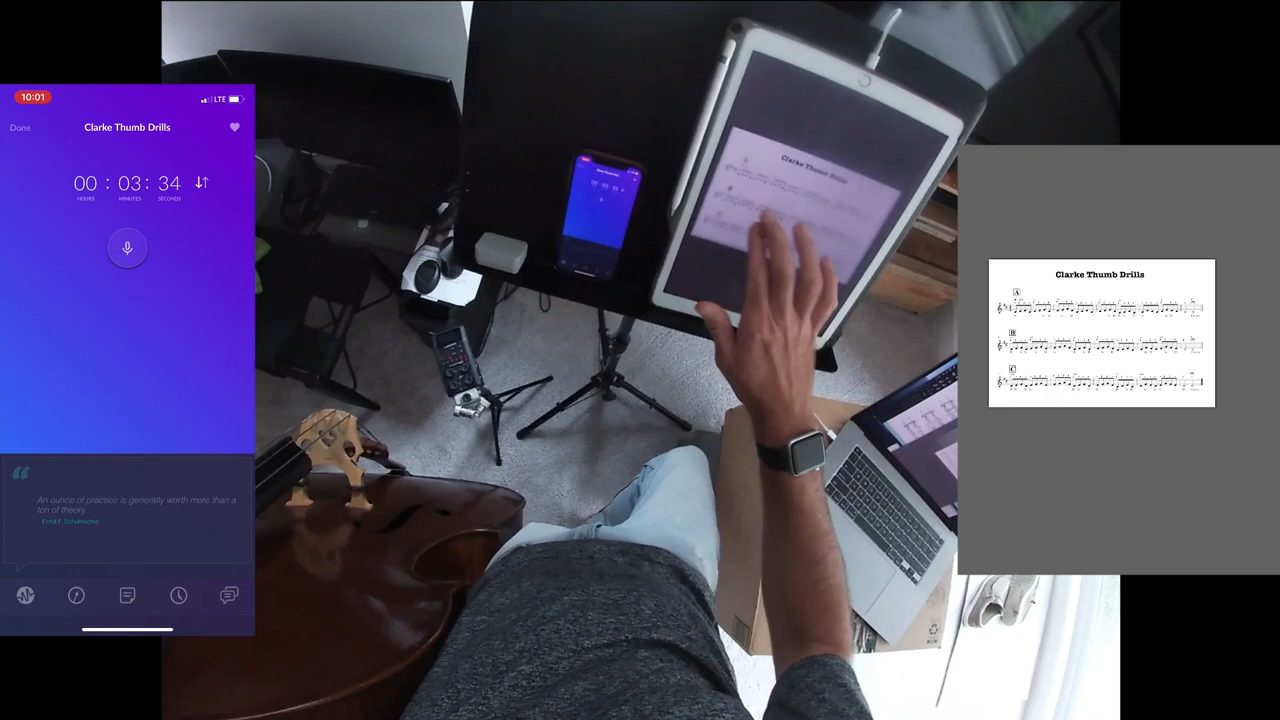 10:01
LTE
Done
Clarke Thumb Drills
00 : 03 : 34
HOURS MINUTES SECONDS
“
An ounce of practice is generally worth more than a
ton of theory.
- Ernst F. Schumacher
Clarke Thumb Drills
Clarke Thumb Drills
A
B
C